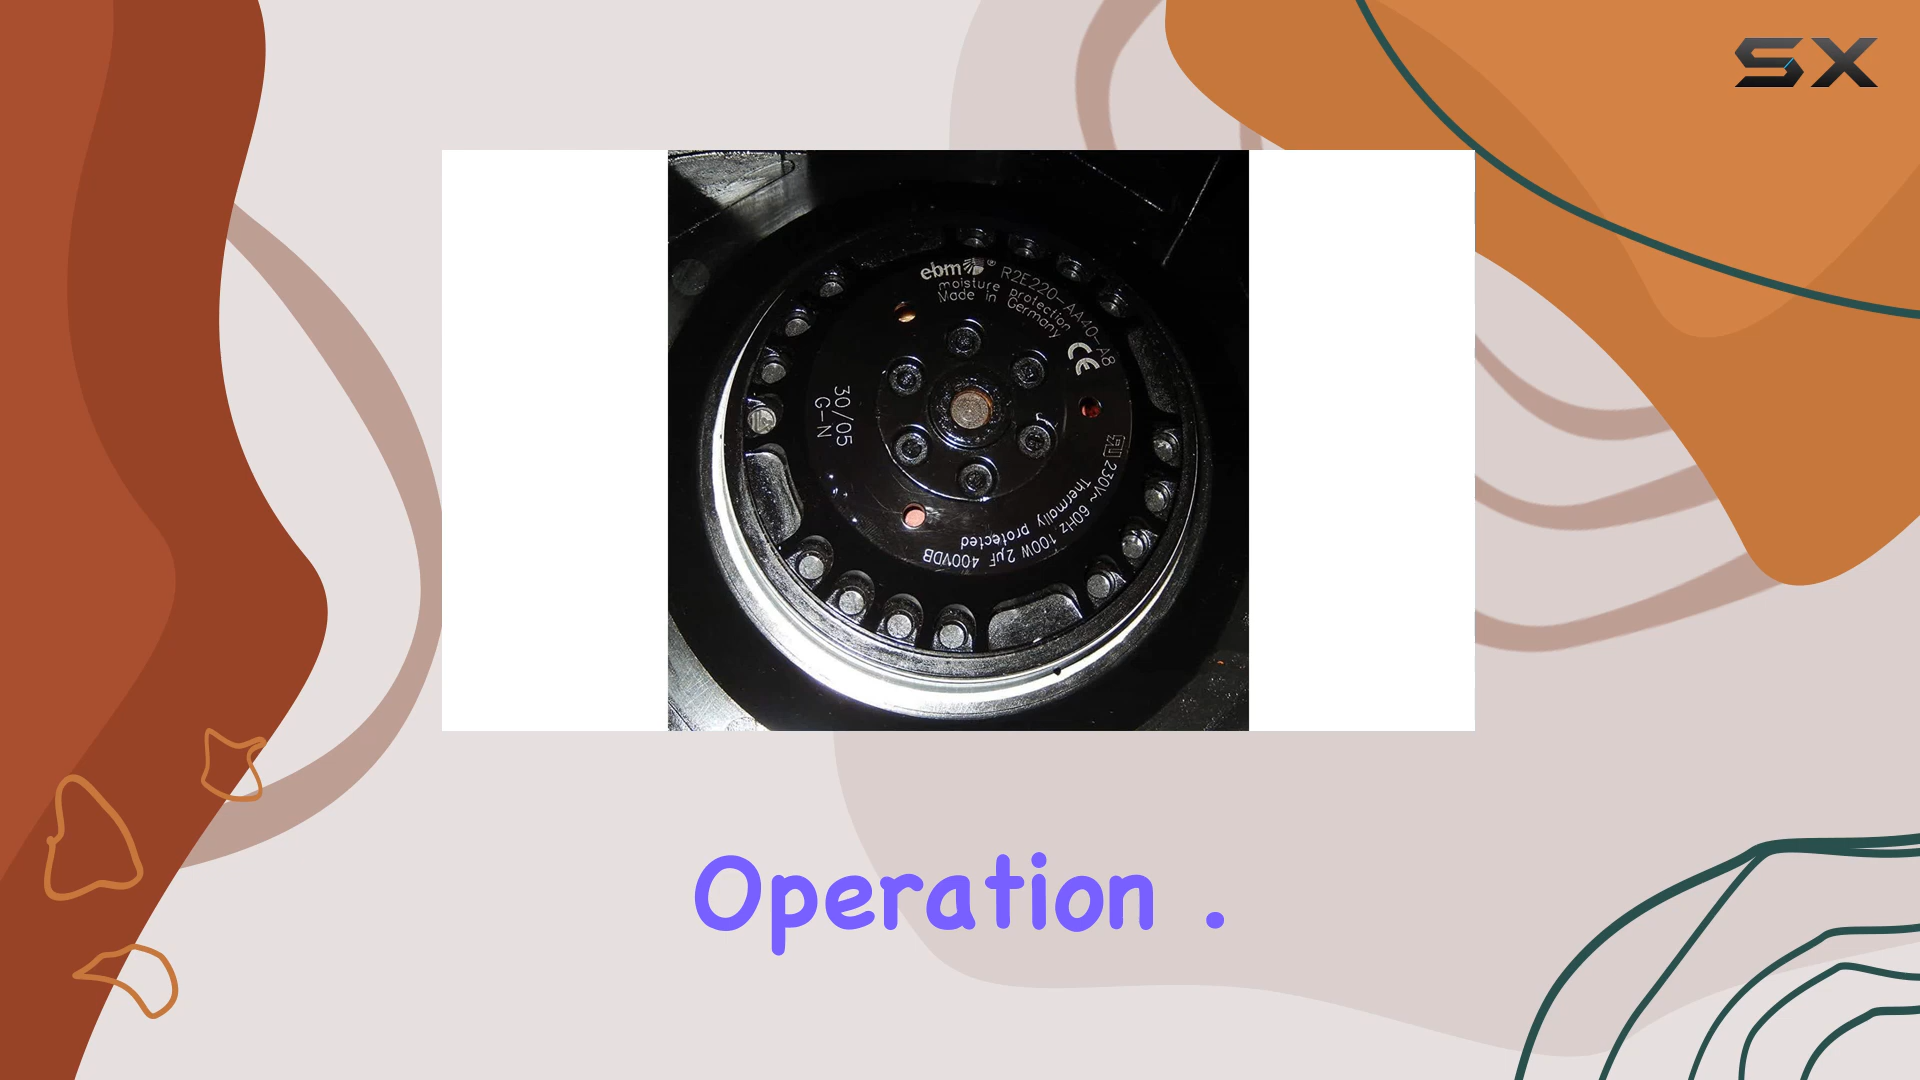 SX
ebm
R2E220-AA40-A8
moisture protection
Made in Germany
CE
30/05
G-N
230V~ 60Hz 100W 2µF 400VDB
Thermally protected
Operation .